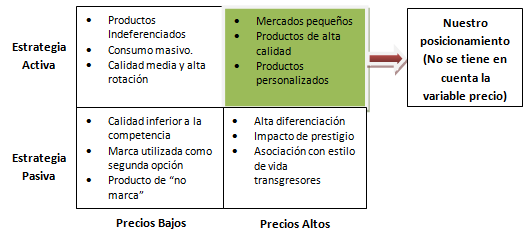 Estrategia
Activa
• Productos
Indeferenciados
• Consumo masivo.
• Calidad media y alta
rotación
• Mercados pequeños
• Productos de alta
calidad
• Productos
personalizados
Nuestro
posicionamiento
(No se tiene en
cuenta la
variable precio)
Estrategia
Pasiva
• Calidad inferior a la
competencia
• Marca utilizada como
segunda opción
• Producto de “no
marca”
• Alta diferenciación
• Impacto de prestigio
• Asociación con estilo
de vida
transgresores
Precios Bajos
Precios Altos